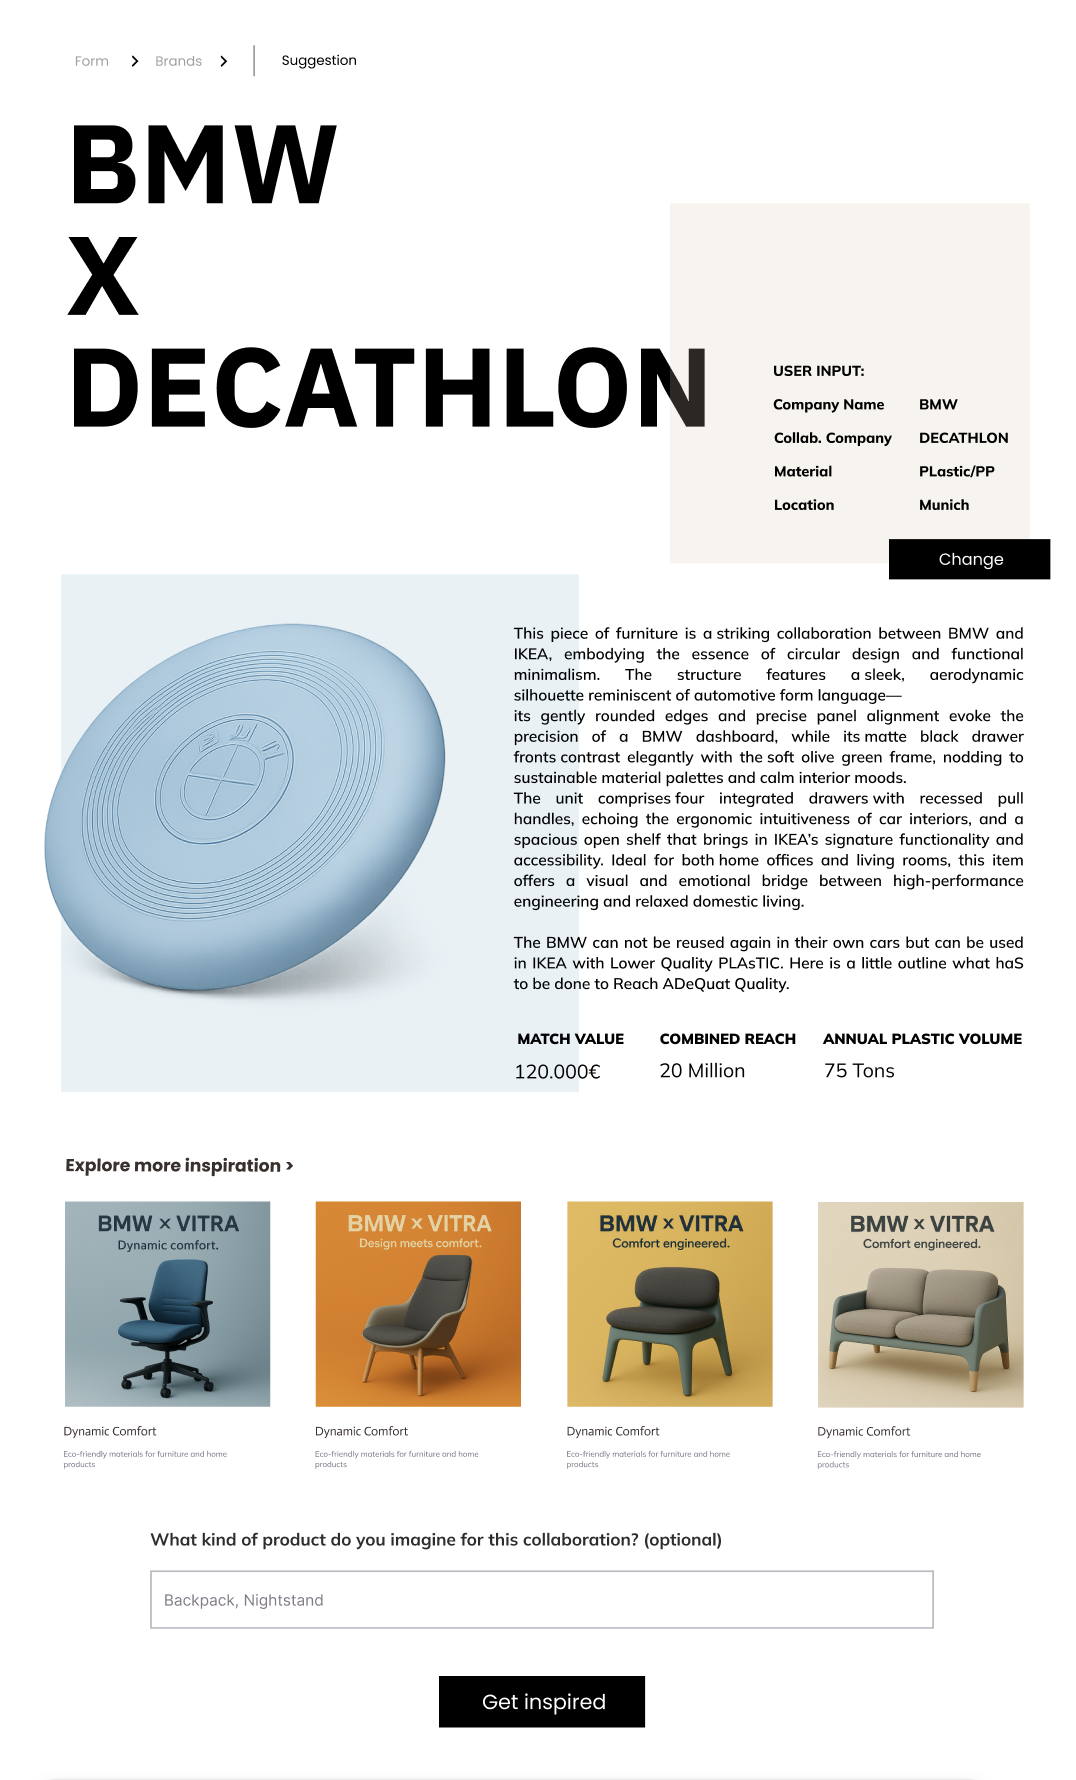 Form > Brands > | Suggestion
BMW
X
DECATHLON
USER INPUT:
Company Name BMW
Collab. Company DECATHLON
Material PLastic/PP
Location Munich
Change
This piece of furniture is a striking collaboration between BMW and
IKEA, embodying the essence of circular design and functional
minimalism. The structure features a sleek, aerodynamic
silhouette reminiscent of automotive form language—
its gently rounded edges and precise panel alignment evoke the
precision of a BMW dashboard, while its matte black drawer
fronts contrast elegantly with the soft olive green frame, nodding to
sustainable material palettes and calm interior moods.
The unit comprises four integrated drawers with recessed pull
handles, echoing the ergonomic intuitiveness of car interiors, and a
spacious open shelf that brings in IKEA’s signature functionality and
accessibility. Ideal for both home offices and living rooms, this item
offers a visual and emotional bridge between high-performance
engineering and relaxed domestic living.
The BMW can not be reused again in their own cars but can be used
in IKEA with Lower Quality PLAsTIC. Here is a little outline what haS
to be done to Reach ADeQuat Quality.
MATCH VALUE COMBINED REACH ANNUAL PLASTIC VOLUME
120.000€ 20 Million 75 Tons
Explore more inspiration >
BMW × VITRA
Dynamic comfort.
BMW × VITRA
Design meets comfort.
BMW × VITRA
Comfort engineered.
BMW × VITRA
Comfort engineered.
Dynamic Comfort
Eco-friendly materials for furniture and home
products
Dynamic Comfort
Eco-friendly materials for furniture and home
products
Dynamic Comfort
Eco-friendly materials for furniture and home
products
Dynamic Comfort
Eco-friendly materials for furniture and home
products
What kind of product do you imagine for this collaboration? (optional)
Backpack, Nightstand
Get inspired